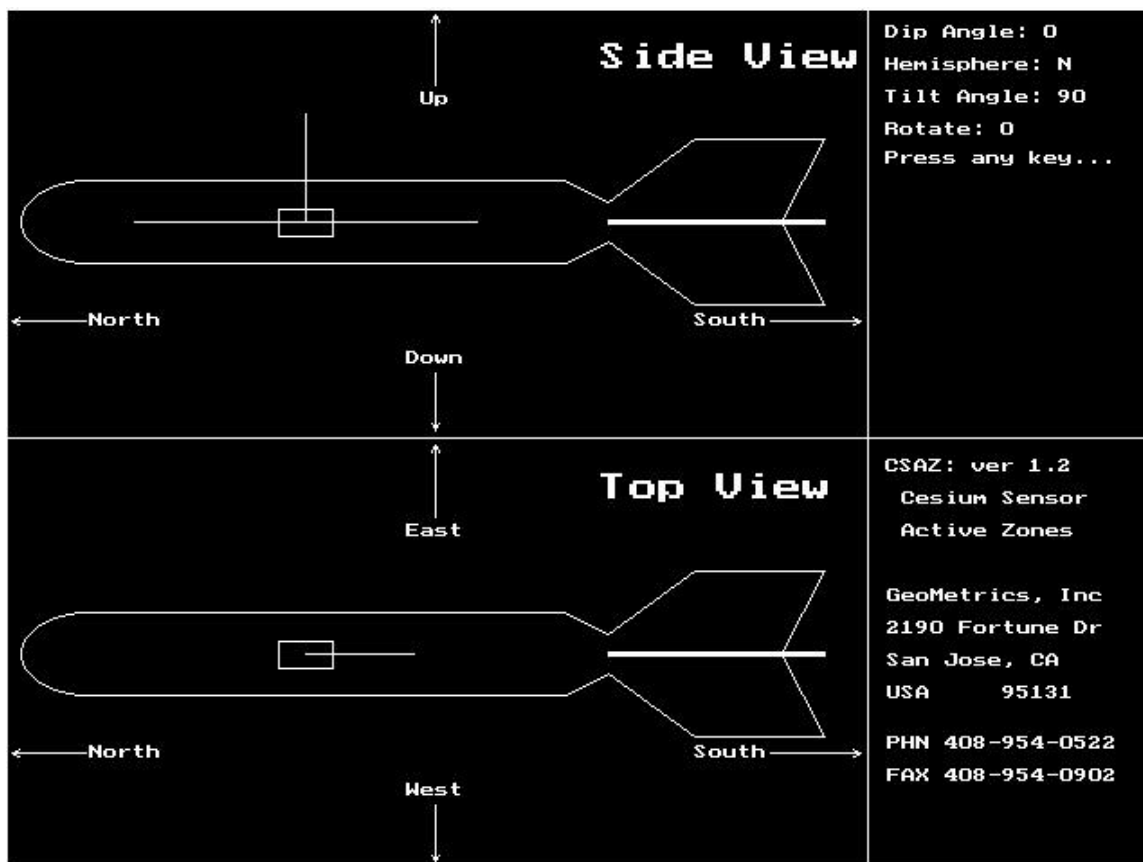 Side View
Up
North
South
Down
Dip Angle: 0
Hemisphere: N
Tilt Angle: 90
Rotate: 0
Press any key...
Top View
East
North
South
West
CSAZ: ver 1.2
Cesium Sensor
Active Zones
GeoMetrics, Inc
2190 Fortune Dr
San Jose, CA
USA 95131
PHN 408-954-0522
FAX 408-954-0902